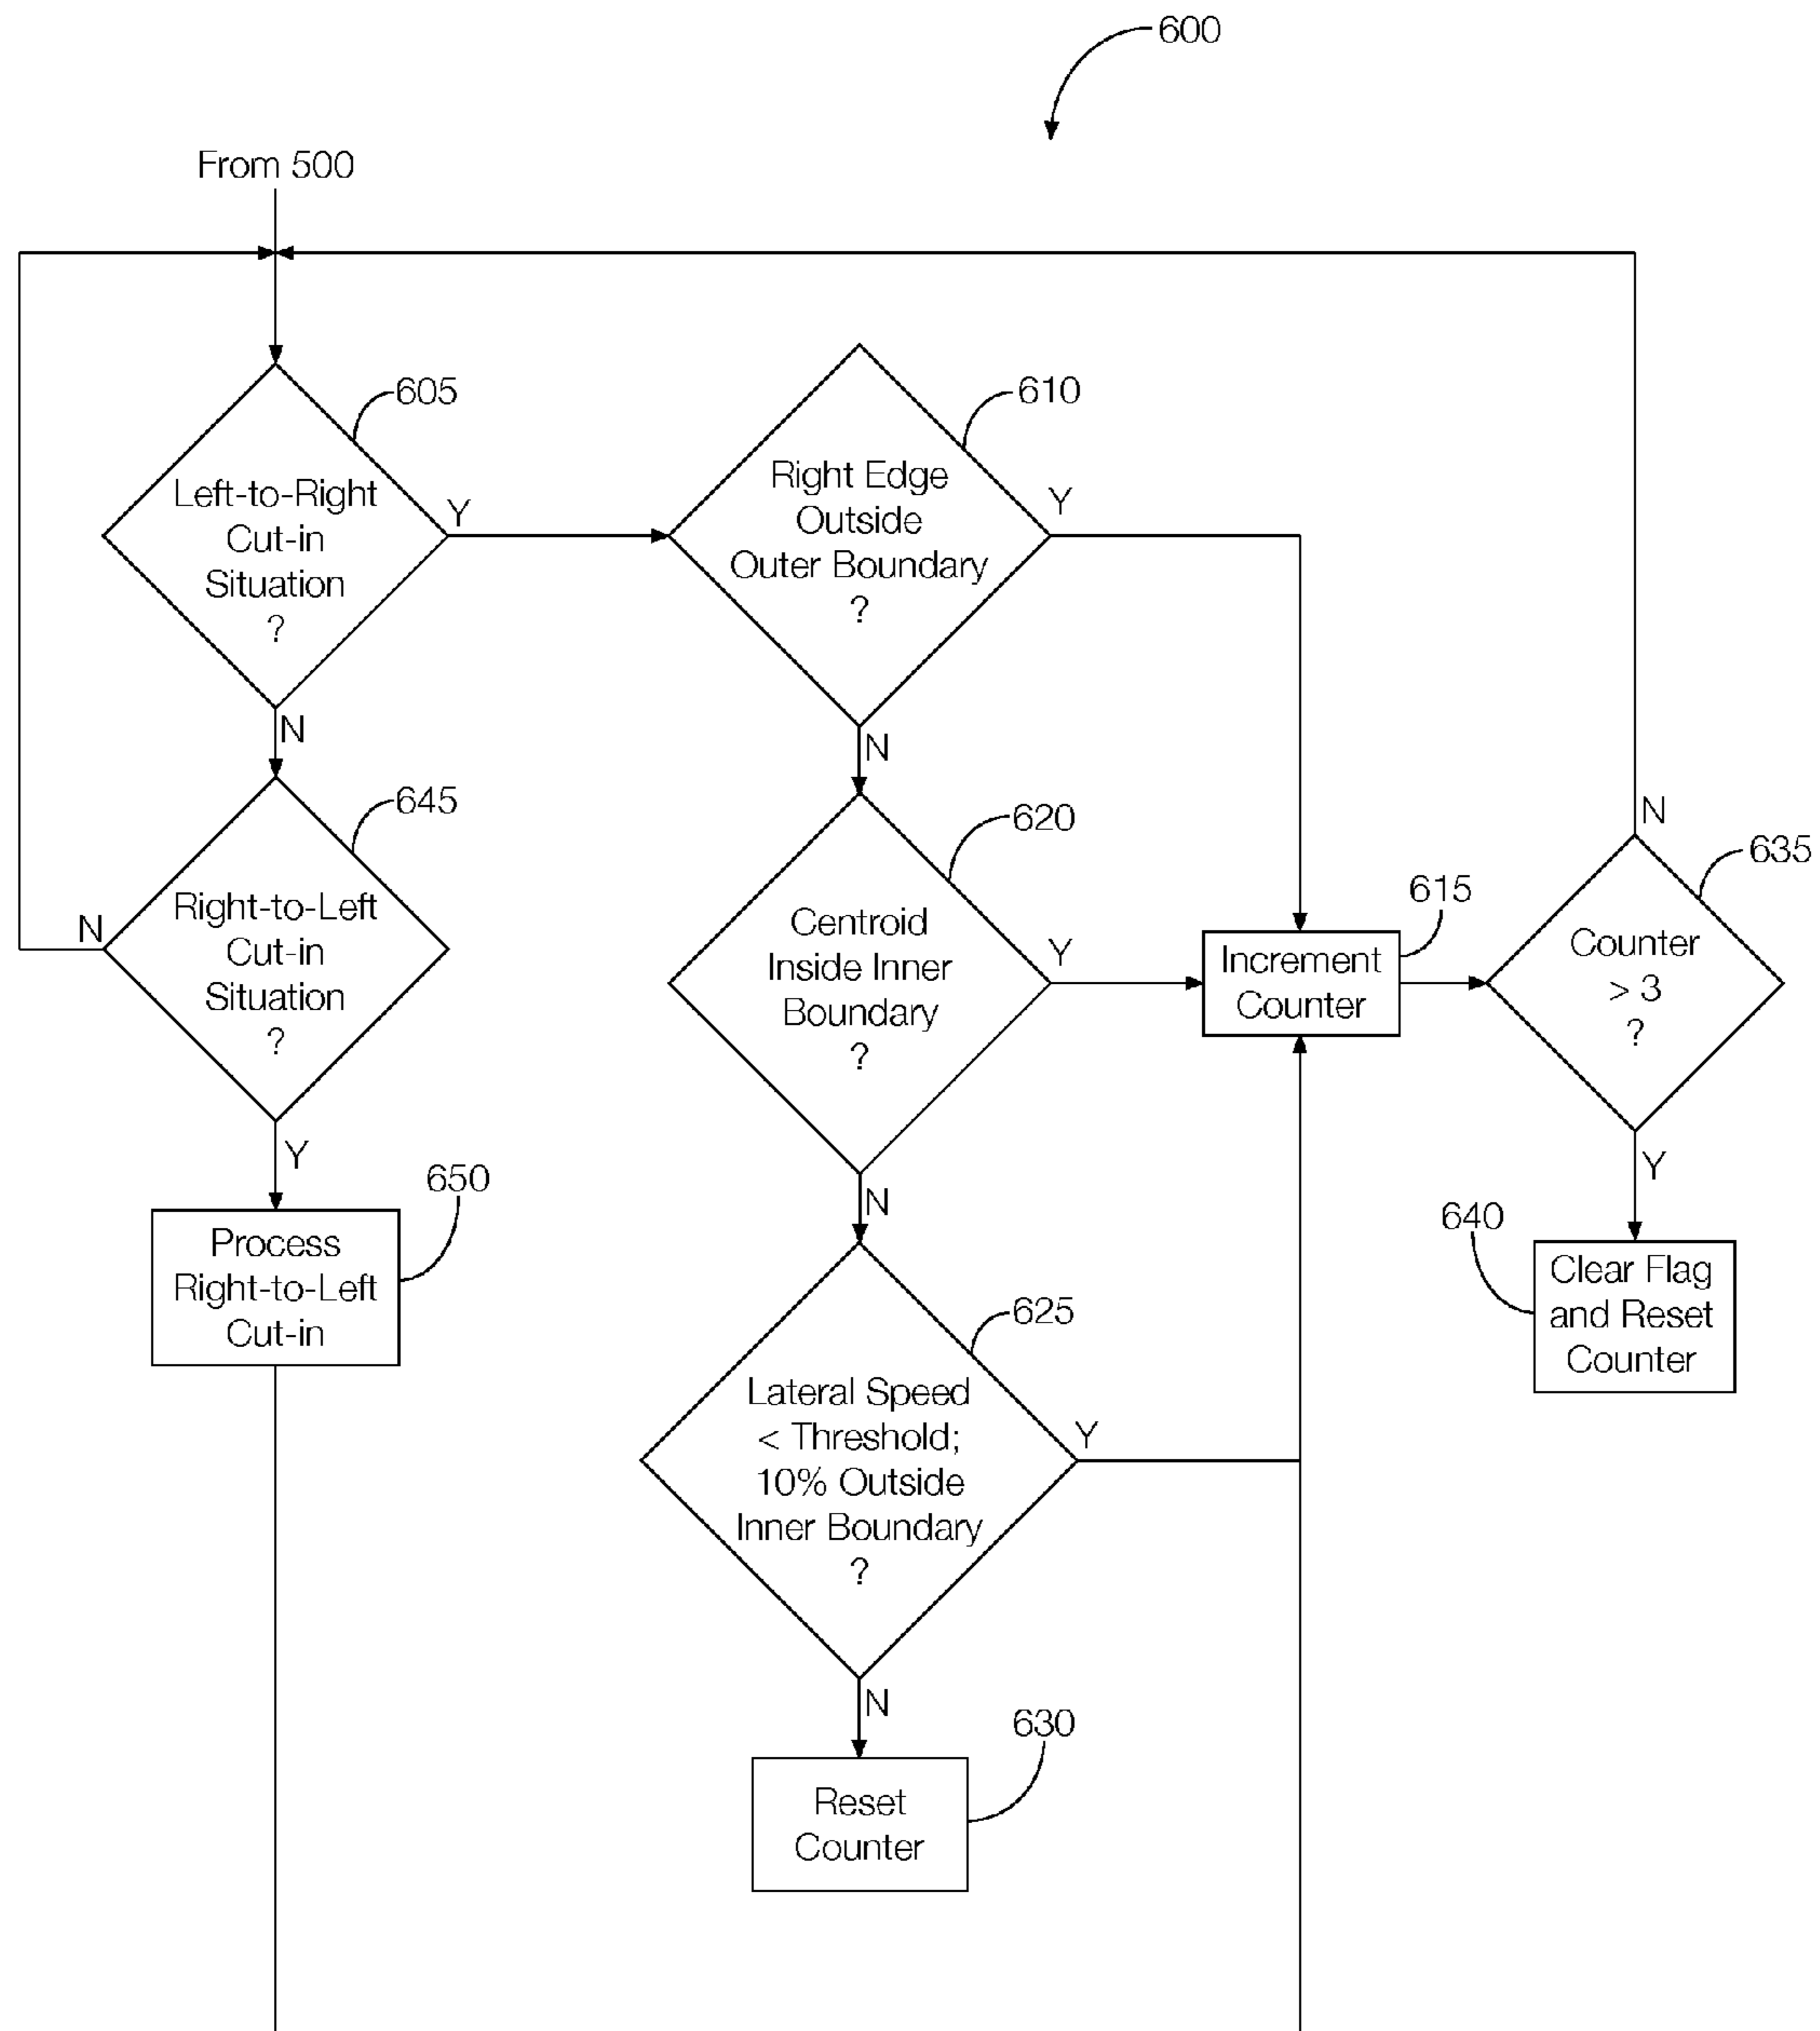 600
From 500
605
Left-to-Right
Cut-in
Situation
?
Y
N
610
Right Edge
Outside
Outer Boundary
?
Y
N
645
Right-to-Left
Cut-in
Situation
?
N
Y
620
Centroid
Inside Inner
Boundary
?
Y
N
615
Increment
Counter
635
Counter
> 3
?
N
Y
650
Process
Right-to-Left
Cut-in
625
Lateral Speed
< Threshold;
10% Outside
Inner Boundary
?
Y
N
640
Clear Flag
and Reset
Counter
630
Reset
Counter